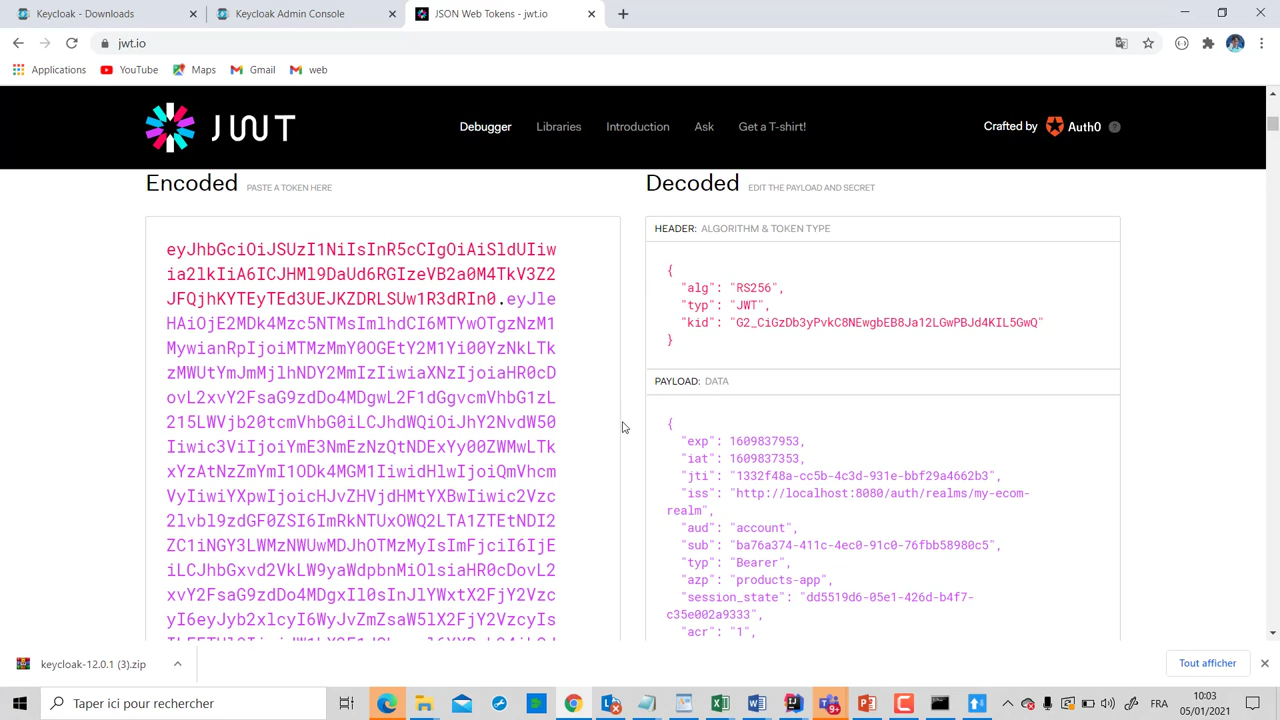 Keycloak - Downloads
Keycloak Admin Console
JSON Web Tokens - jwt.io
jwt.io
Applications
YouTube
Maps
Gmail
web
JWT
Debugger
Libraries
Introduction
Ask
Get a T-shirt!
Crafted by
Auth0
?
Encoded
PASTE A TOKEN HERE
Decoded
EDIT THE PAYLOAD AND SECRET
eyJhbGciOiJSUzI1NiIsInR5cCIgOiAiSldUIiw
ia2lkIiA6ICJHMl9DaUd6RGIzeVB2a0M4TkV3Z2
JFQjhKYTEyTEd3UEJKZDRLSUw1R3dRIn0.eyJle
HAiOjE2MDk4Mzc5NTMsImlhdCI6MTYwOTgzNzM1
MywianRpIjoiMTMzMmY0OGEtY2M1Yi00YzNkLTk
zMWUtYmJmMjlhNDY2MmIzIiwiaXNzIjoiaHR0cD
ovL2xvY2FsaG9zdDo4MDgwL2F1dGgvcmVhbG1zL
215LWVjb20tcmVhbG0iLCJhdWQiOiJhY2NvdW50
Iiwic3ViIjoiYmE3NmEzNzQtNDExYy00ZWMwLTk
xYzAtNzZmYmI1ODk4MGM1IiwidHlwIjoiQmVhcm
VyIiwiYXpwIjoicHJvZHVjdHMtYXBwIiwic2Vzc
2lvbl9zdGF0ZSI6ImRkNTUxOWQ2LTA1ZTEtNDI2
ZC1iNGY3LWMzNWUwMDJhOTMzMyIsImFjciI6IjE
iLCJhbGxvd2VkLW9yaWdpbnMiOlsiaHR0cDovL2
xvY2FsaG9zdDo4MDgxIl0sInJlYWxtX2FjY2Vzc
yI6eyJyb2xlcyI6WyJvZmZsaW5lX2FjY2VzcyIs
HEADER: ALGORITHM & TOKEN TYPE
{
"alg": "RS256",
"typ": "JWT",
"kid": "G2_CiGzDb3yPvkC8NEwgbEB8Ja12LGwPBJd4KIL5GwQ"
}
PAYLOAD: DATA
{
"exp": 1609837953,
"iat": 1609837353,
"jti": "1332f48a-cc5b-4c3d-931e-bbf29a4662b3",
"iss": "http://localhost:8080/auth/realms/my-ecom-
realm",
"aud": "account",
"sub": "ba76a374-411c-4ec0-91c0-76fbb58980c5",
"typ": "Bearer",
"azp": "products-app",
"session_state": "dd5519d6-05e1-426d-b4f7-
c35e002a9333",
"acr": "1",
keycloak-12.0.1 (3).zip
Tout afficher
Taper ici pour rechercher
9+
FRA
10:03
05/01/2021